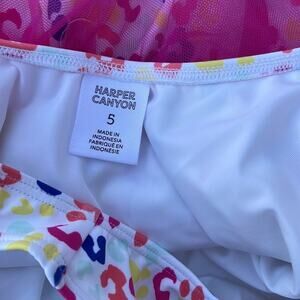 HARPER
CANYON
5
MADE IN
INDONESIA
FABRIQUÉ EN
INDONÉSIE